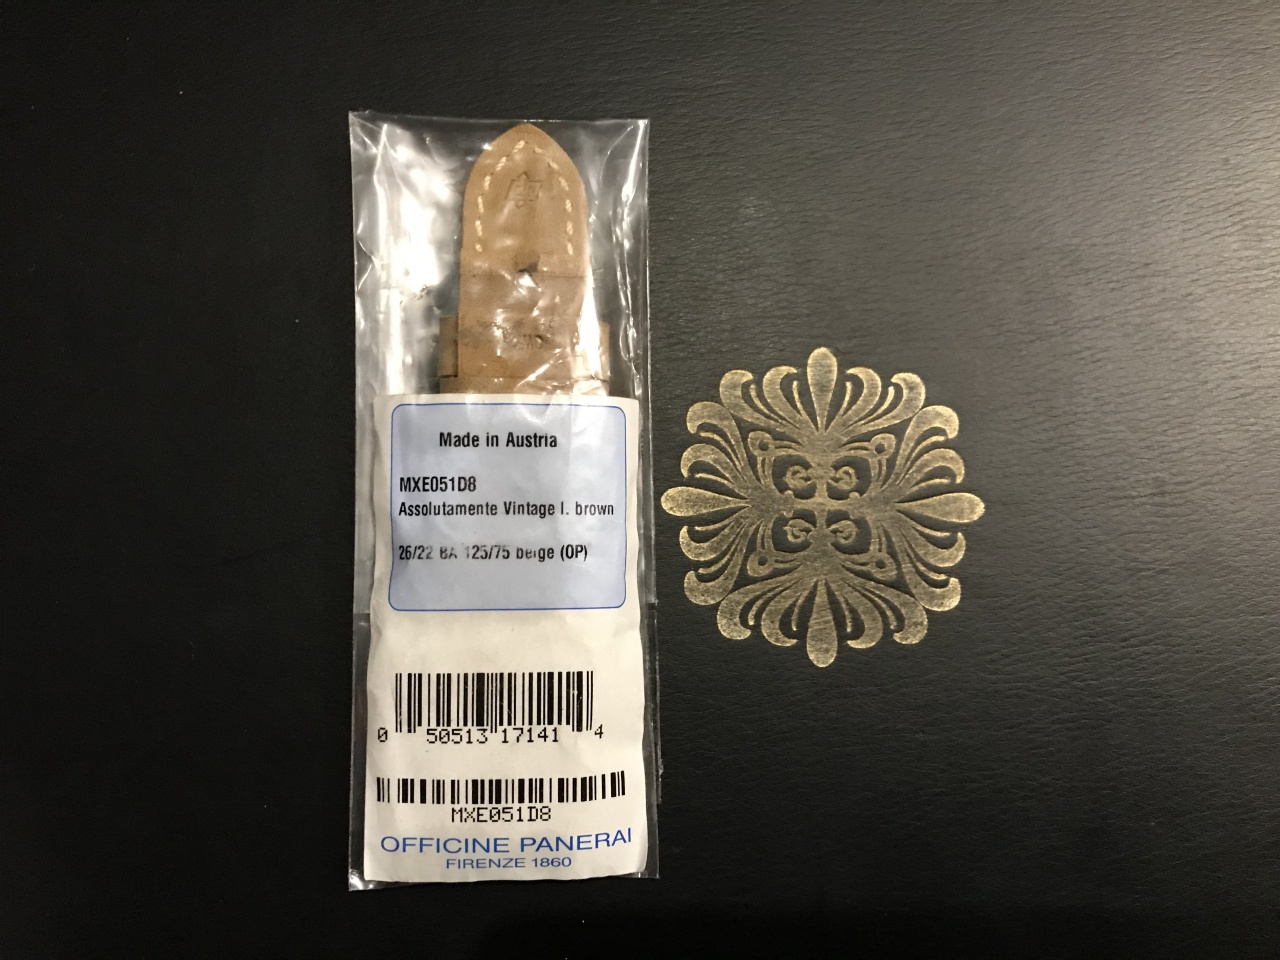 Made in Austria
MXE051D8
Assolutamente Vintage l. brown
26/22 BA 125/75 beige (OP)
0 50513 17141 4
MXE051D8
OFFICINE PANERAI
FIRENZE 1860